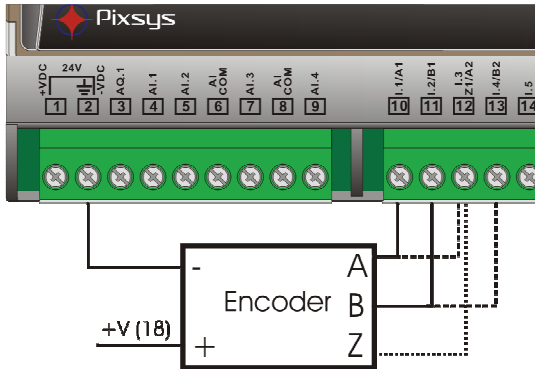 Pixsys
24V
+VDC
-VDC
AQ.1
AI.1
AI.2
AI COM
AI.3
AI COM
AI.4
I.1/A1
I.2/B1
I.3 Z1/A2
I.4/B2
I.5
1 2 3 4 5 6 7 8 9 10 11 12 13 14
- A
Encoder B
+V (18)
+ Z